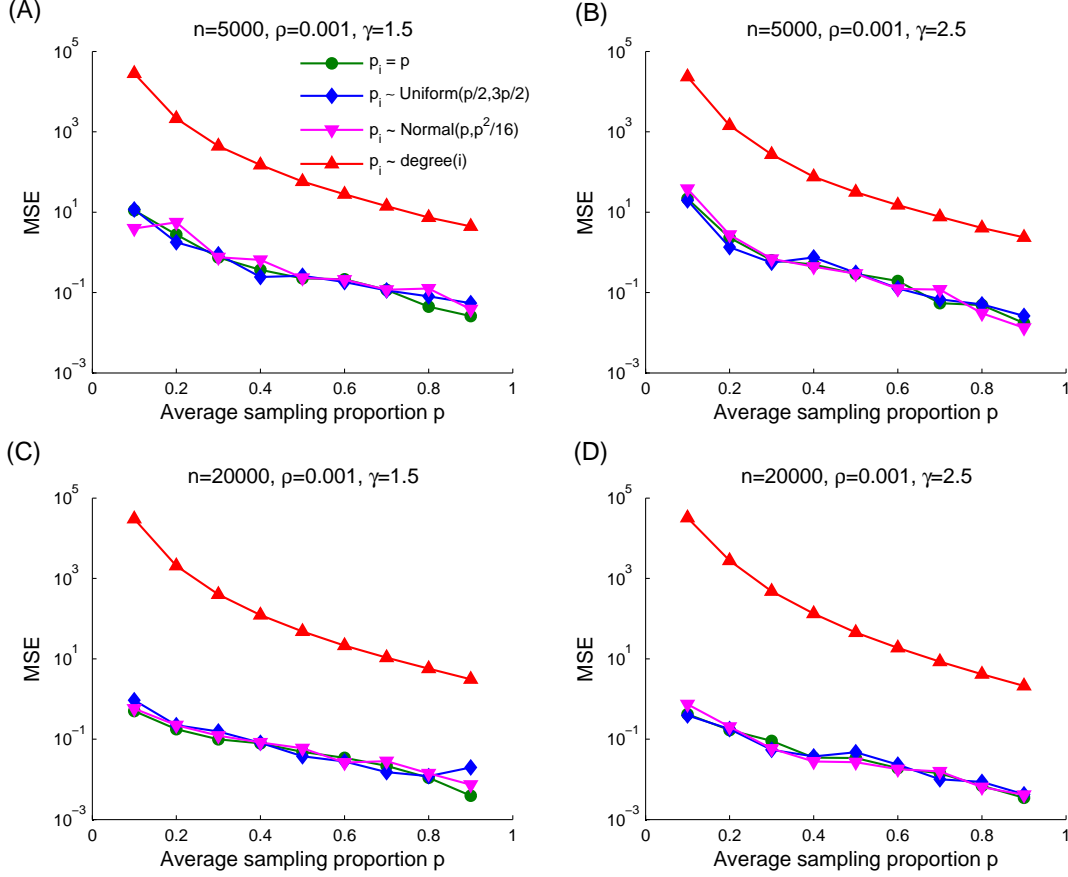 (A)
n=5000, ρ=0.001, γ=1.5
10^5
10^3
10^1
10^−1
10^−3
MSE
p_i = p
p_i ~ Uniform(p/2,3p/2)
p_i ~ Normal(p,p^2/16)
p_i ~ degree(i)
0
0.2
0.4
0.6
0.8
1
Average sampling proportion p
(B)
n=5000, ρ=0.001, γ=2.5
10^5
10^3
10^1
10^−1
10^−3
MSE
0
0.2
0.4
0.6
0.8
1
Average sampling proportion p
(C)
n=20000, ρ=0.001, γ=1.5
10^5
10^3
10^1
10^−1
10^−3
MSE
0
0.2
0.4
0.6
0.8
1
Average sampling proportion p
(D)
n=20000, ρ=0.001, γ=2.5
10^5
10^3
10^1
10^−1
10^−3
MSE
0
0.2
0.4
0.6
0.8
1
Average sampling proportion p